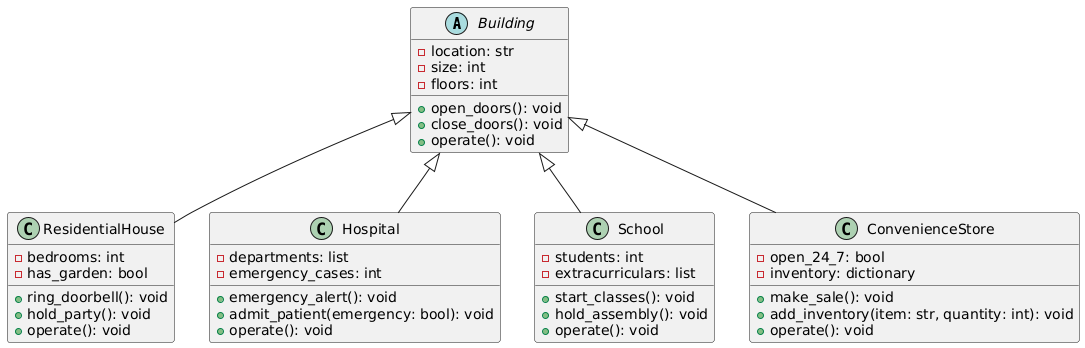 A Building
location: str
size: int
floors: int
open_doors(): void
close_doors(): void
operate(): void
C ResidentialHouse
bedrooms: int
has_garden: bool
ring_doorbell(): void
hold_party(): void
operate(): void
C Hospital
departments: list
emergency_cases: int
emergency_alert(): void
admit_patient(emergency: bool): void
operate(): void
C School
students: int
extracurriculars: list
start_classes(): void
hold_assembly(): void
operate(): void
C ConvenienceStore
open_24_7: bool
inventory: dictionary
make_sale(): void
add_inventory(item: str, quantity: int): void
operate(): void